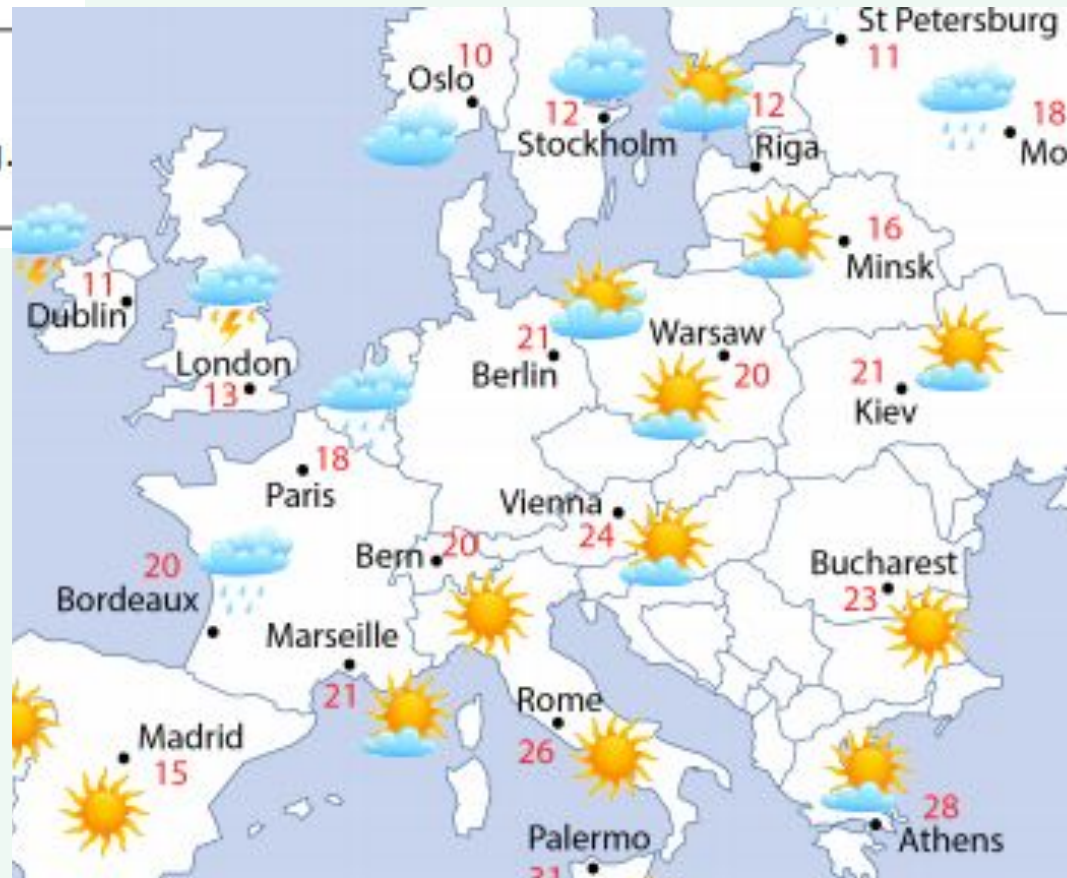 St Petersburg
11
10
Oslo
12
Stockholm
12
Riga
18
Mo
16
Minsk
11
Dublin
London
13
21
Berlin
Warsaw
20
21
Kiev
18
Paris
Vienna
24
Bern
20
20
Bordeaux
Bucharest
23
Marseille
21
Rome
26
Madrid
15
28
Athens
Palermo
31